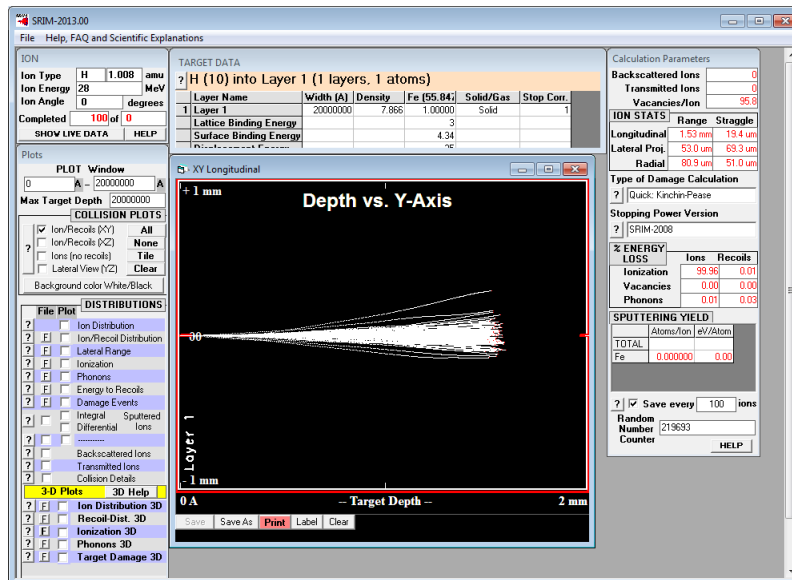 SRIM-2013.00
File Help, FAQ and Scientific Explanations
ION
Ion Type H 1.008 amu
Ion Energy 28 MeV
Ion Angle 0 degrees
Completed 100 of 0
SHOW LIVE DATA HELP
Plots
PLOT Window
0 A - 20000000 A
Max Target Depth 20000000
COLLISION PLOTS
Ion/Recoils (XY) All
Ion/Recoils (XZ) None
? Ions (no recoils) Tile
Lateral View (YZ) Clear
Background color White/Black
DISTRIBUTIONS
File Plot
? Ion Distribution
? F Ion/Recoil Distribution
? F Lateral Range
? F Ionization
? F Phonons
? F Energy to Recoils
? F Damage Events
? Integral Sputtered
Differential Ions
? ----------
? Backscattered Ions
? Transmitted Ions
? Collision Details
3-D Plots 3D Help
? F Ion Distribution 3D
? F Recoil-Dist. 3D
? F Ionization 3D
? F Phonons 3D
? F Target Damage 3D
TARGET DATA
? H (10) into Layer 1 (1 layers, 1 atoms)
Layer Name Width (A) Density Fe (55.847 Solid/Gas Stop Corr.
1 Layer 1 20000000 7.866 1.00000 Solid 1
Lattice Binding Energy 3
Surface Binding Energy 4.34
Displacement Energy 25
XY Longitudinal
+ 1 mm
Depth vs. Y-Axis
Layer 1
- 1 mm
0 A -- Target Depth -- 2 mm
Save Save As Print Label Clear
Calculation Parameters
Backscattered Ions 0
Transmitted Ions 0
Vacancies/Ion 95.8
ION STATS Range Straggle
Longitudinal 1.53 mm 19.4 um
Lateral Proj. 53.0 um 69.3 um
Radial 80.9 um 51.0 um
Type of Damage Calculation
? Quick: Kinchin-Pease
Stopping Power Version
? SRIM-2008
% ENERGY LOSS Ions Recoils
Ionization 99.96 0.01
Vacancies 0.00 0.00
Phonons 0.01 0.03
SPUTTERING YIELD
Atoms/Ion eV/Atom
TOTAL
Fe 0.000000 0.00
? Save every 100 ions
Random
Number 219693
Counter
HELP